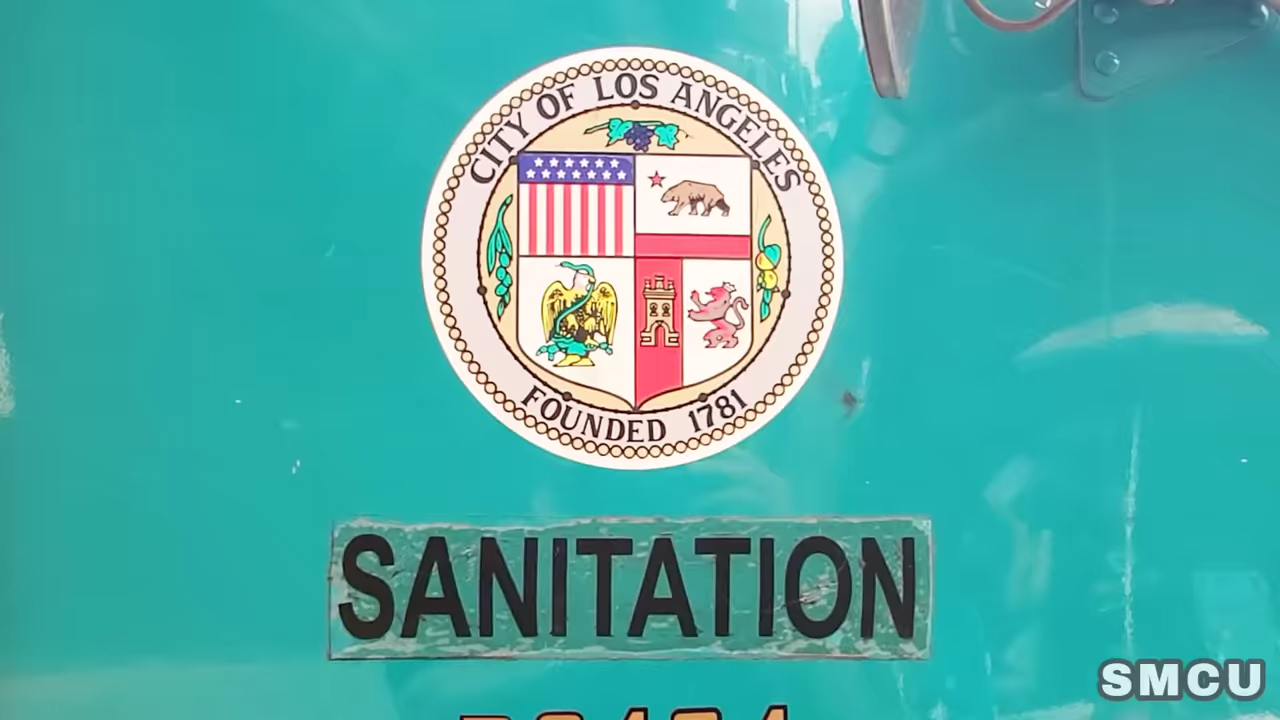 CITY OF LOS ANGELES
FOUNDED 1781
SANITATION
SMCU